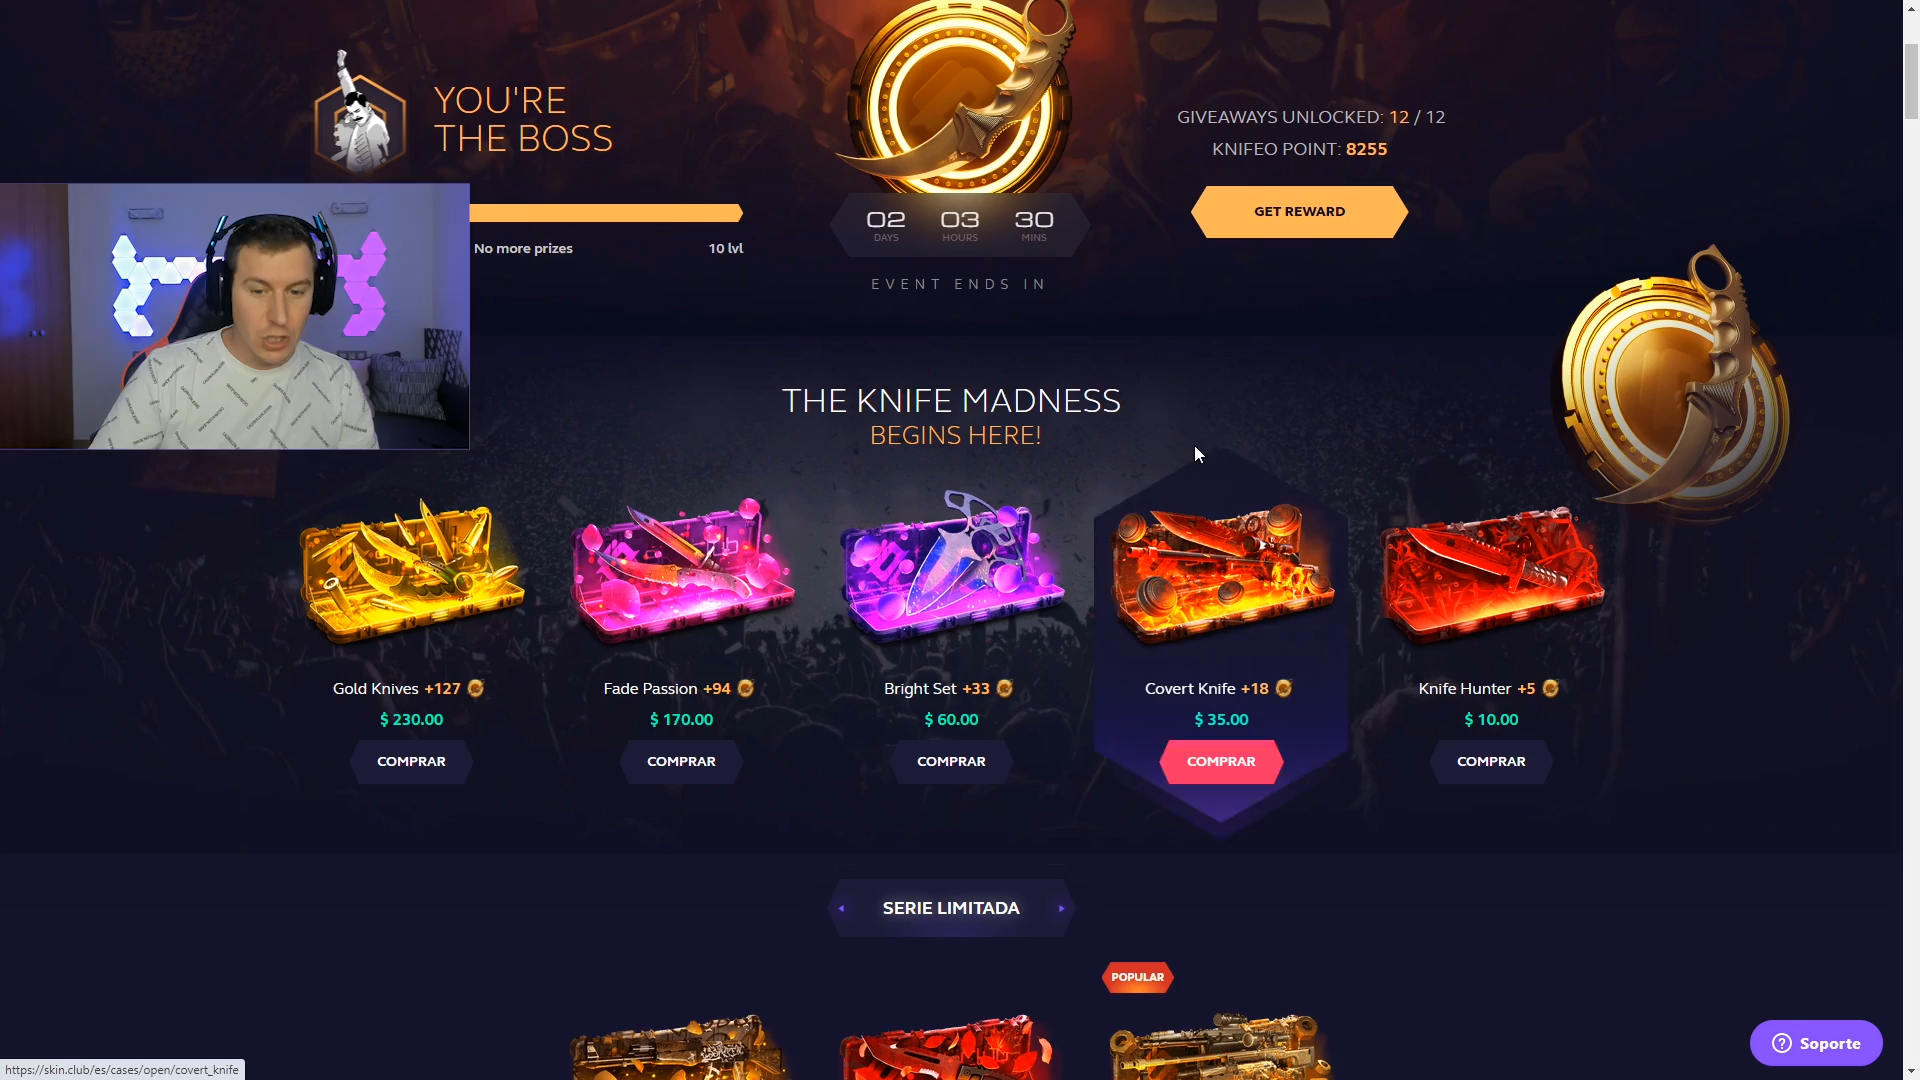 YOU'RE
THE BOSS
No more prizes
10 lvl
02 03 30
DAYS HOURS MINS
EVENT ENDS IN
GIVEAWAYS UNLOCKED: 12 / 12
KNIFEO POINT: 8255
GET REWARD
THE KNIFE MADNESS
BEGINS HERE!
Gold Knives +127
$ 230.00
COMPRAR
Fade Passion +94
$ 170.00
COMPRAR
Bright Set +33
$ 60.00
COMPRAR
Covert Knife +18
$ 35.00
COMPRAR
Knife Hunter +5
$ 10.00
COMPRAR
SERIE LIMITADA
POPULAR
Soporte
https://skin.club/es/cases/open/covert_knife